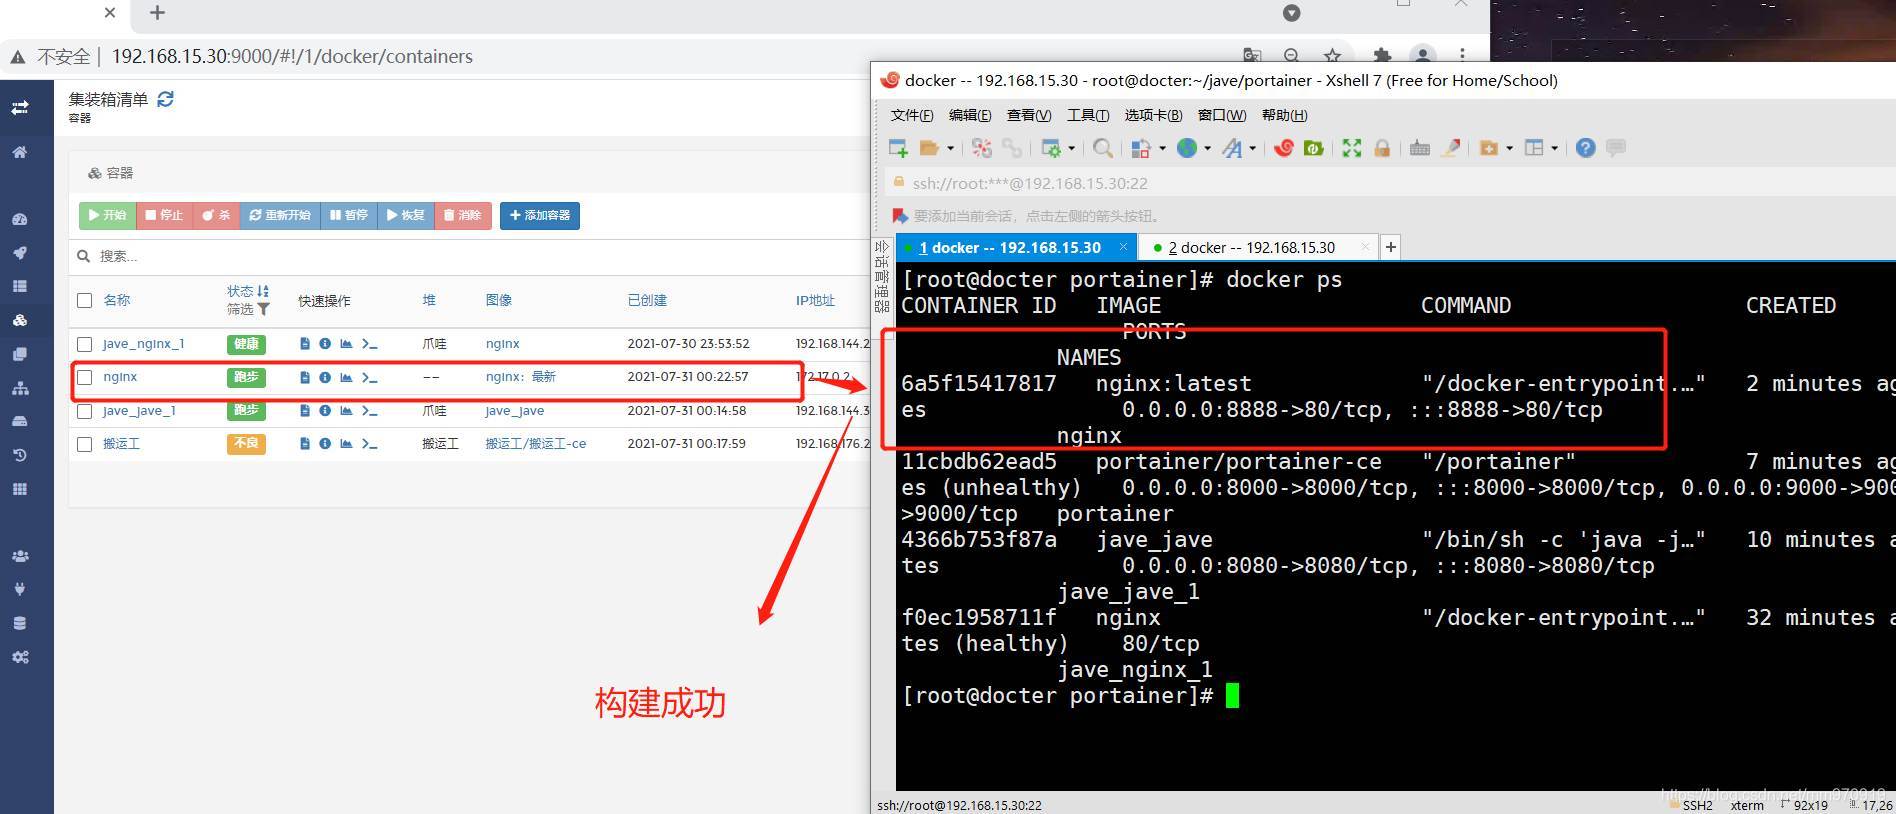 不安全 192.168.15.30:9000/#!/1/docker/containers
集装箱清单
容器
容器
开始 停止 杀 重新开始 暂停 恢复 消除 添加容器
搜索...
名称 状态 筛选 快速操作 堆 图像 已创建 IP地址
jave_nginx_1 健康 爪哇 nginx 2021-07-30 23:53:52 192.168.144.2
nginx 跑步 -- nginx：最新 2021-07-31 00:22:57 172.17.0.2
jave_jave_1 跑步 爪哇 jave_jave 2021-07-31 00:14:58 192.168.144.3
搬运工 不良 搬运工 搬运工/搬运工-ce 2021-07-31 00:17:59 192.168.176.2
构建成功
docker -- 192.168.15.30 - root@docter:~/jave/portainer - Xshell 7 (Free for Home/School)
文件(F) 编辑(E) 查看(V) 工具(T) 选项卡(B) 窗口(W) 帮助(H)
ssh://root:***@192.168.15.30:22
要添加当前会话，点击左侧的箭头按钮。
会话管理器
1 docker -- 192.168.15.30 × 2 docker -- 192.168.15.30 × +
[root@docter portainer]# docker ps
CONTAINER ID IMAGE COMMAND CREATED
PORTS
NAMES
6a5f15417817 nginx:latest "/docker-entrypoint.…" 2 minutes ag
es 0.0.0.0:8888->80/tcp, :::8888->80/tcp
nginx
11cbdb62ead5 portainer/portainer-ce "/portainer" 7 minutes ag
es (unhealthy) 0.0.0.0:8000->8000/tcp, :::8000->8000/tcp, 0.0.0.0:9000->900
>9000/tcp portainer
4366b753f87a jave_jave "/bin/sh -c 'java -j…" 10 minutes a
tes 0.0.0.0:8080->8080/tcp, :::8080->8080/tcp
jave_jave_1
f0ec1958711f nginx "/docker-entrypoint.…" 32 minutes a
tes (healthy) 80/tcp
jave_nginx_1
[root@docter portainer]#
https://blog.csdn.net/mm970919
ssh://root@192.168.15.30:22 SSH2 xterm 92x19 17,26